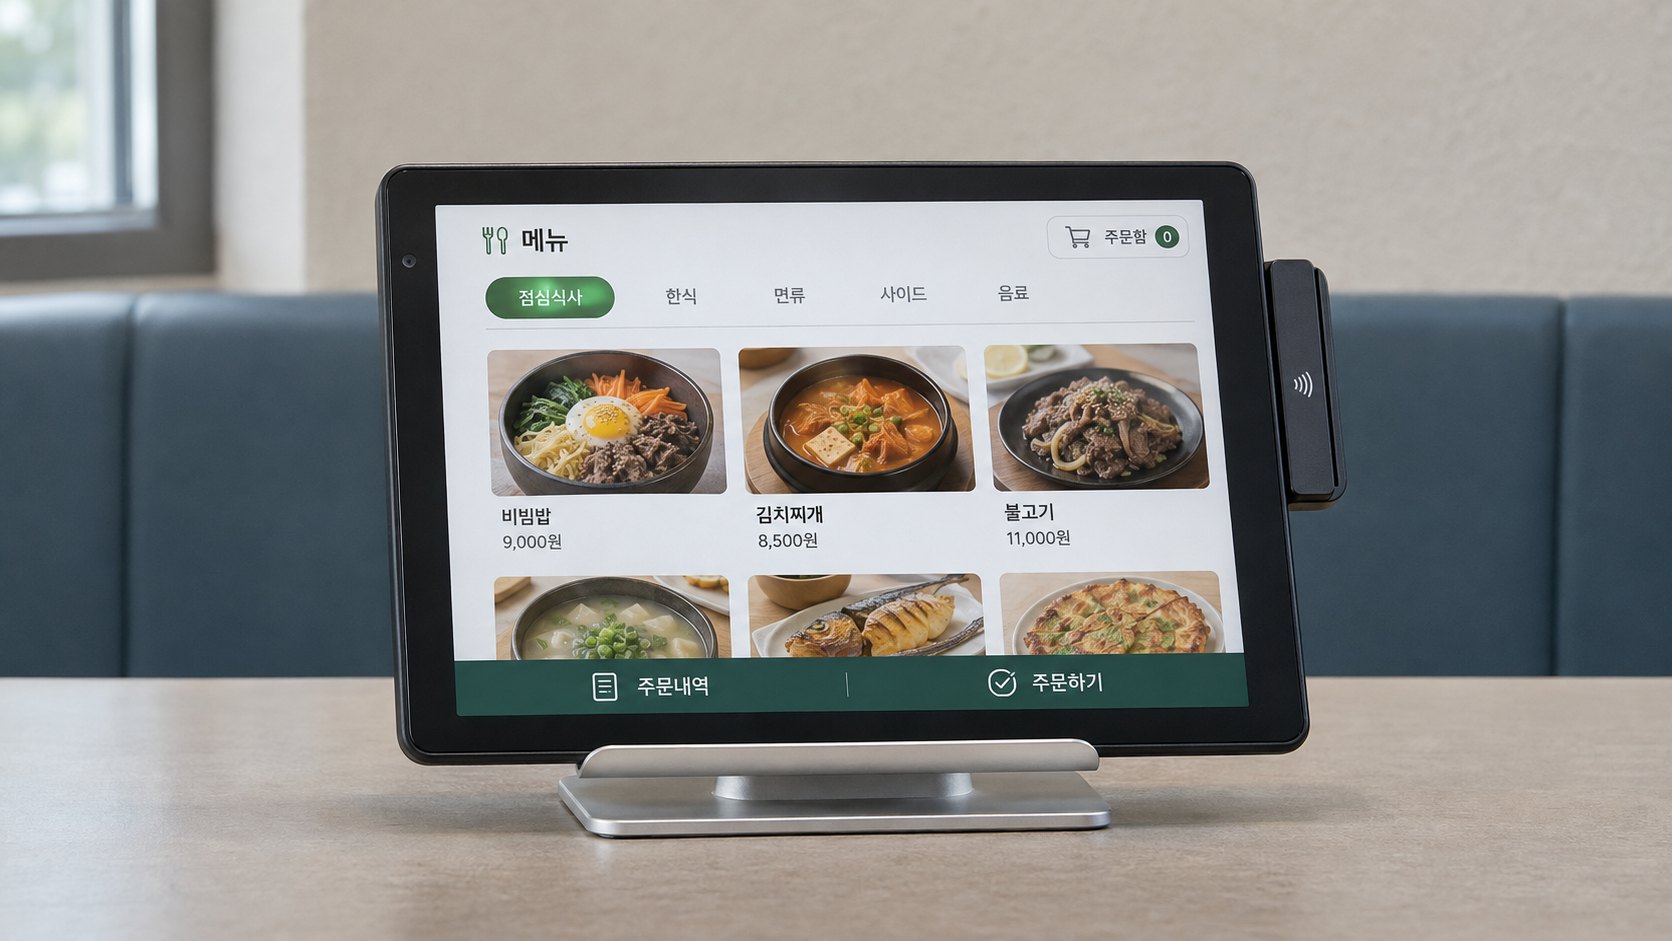 메뉴
주문함 0
점심식사 한식 면류 사이드 음료
비빔밥 김치찌개 불고기
9,000원 8,500원 11,000원
주문내역 주문하기